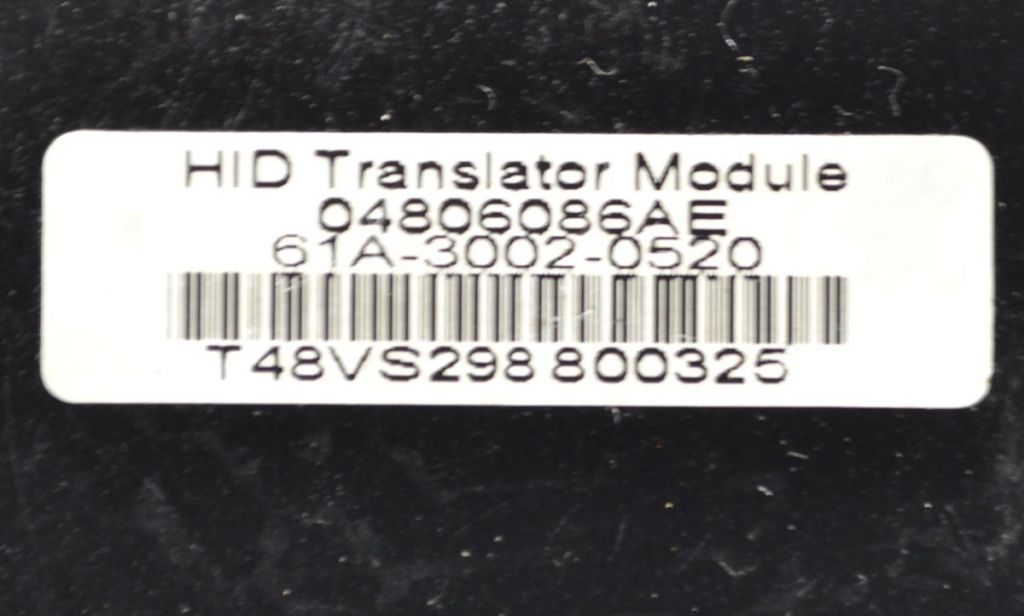 HID Translator Module
04806086AE
61A-3002-0520
T48VS298 800325